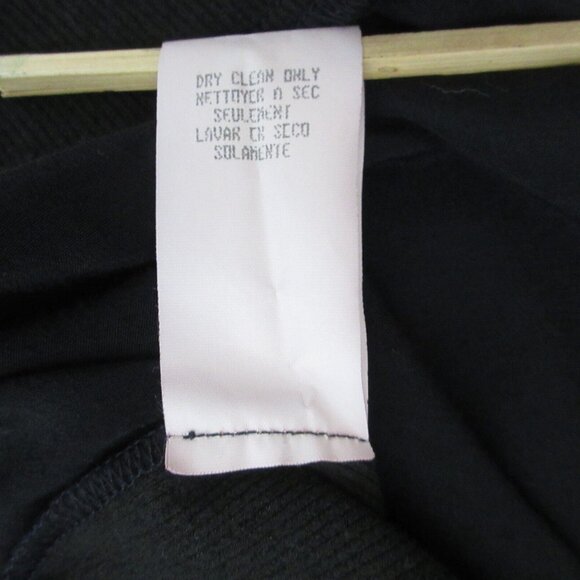 DRY CLEAN ONLY
NETTOYER A SEC
SEULEMENT
LAVAR EN SECO
SOLAMENTE